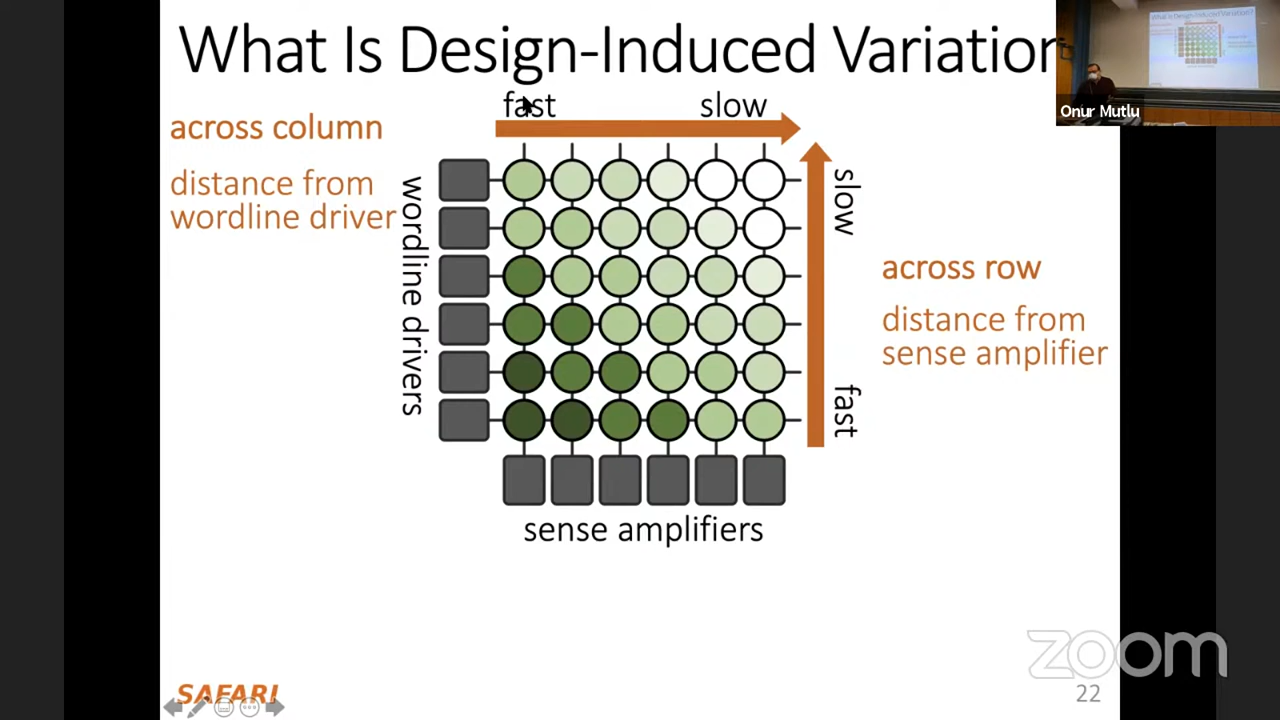 What Is Design-Induced Variation
fast
slow
across column
distance from
wordline driver
wordline drivers
slow
fast
across row
distance from
sense amplifier
sense amplifiers
Onur Mutlu
zoom
SAFARI
22